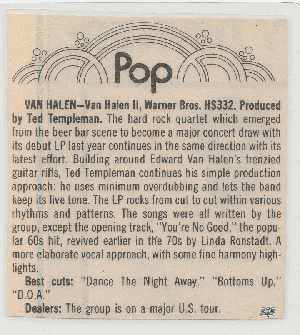 Pop
VAN HALEN—Van Halen II, Warner Bros. HS332. Produced
by Ted Templeman. The hard rock quartet which emerged
from the beer bar scene to become a major concert draw with
its debut LP last year continues in the same direction with its
latest effort. Building around Edward Van Halen's frenzied
guitar riffs, Ted Templeman continues his simple production
approach: he uses minimum overdubbing and lets the band
keep its live tone. The LP rocks from cut to cut within various
rhythms and patterns. The songs were all written by the
group, except the opening track, "You're No Good," the popu-
lar 60s hit, revived earlier in the 70s by Linda Ronstadt. A
more elaborate vocal approach, with some fine harmony high-
lights.
Best cuts: "Dance The Night Away," "Bottoms Up,"
"D.O.A."
Dealers: The group is on a major U.S. tour.